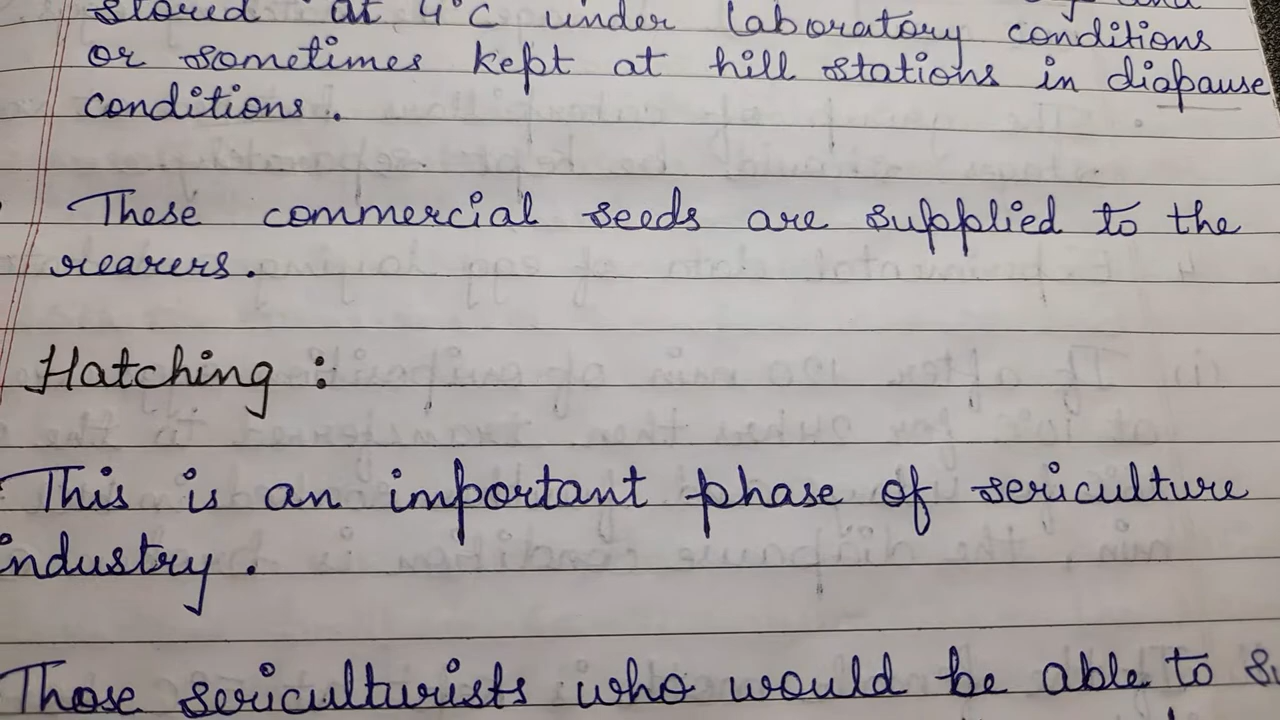 stored at 4°C under laboratory conditions
or sometimes kept at hill stations in diapause
conditions.
These commercial seeds are supplied to the
rearers.
Hatching :
This is an important phase of sericulture
industry.
Those sericulturists who would be able to